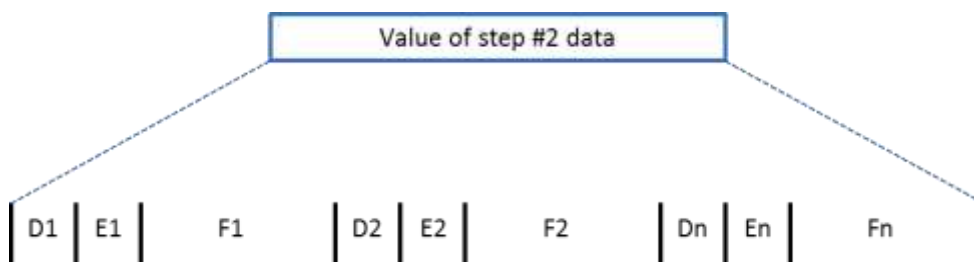 Value of step #2 data
D1 E1 F1 D2 E2 F2 Dn En Fn